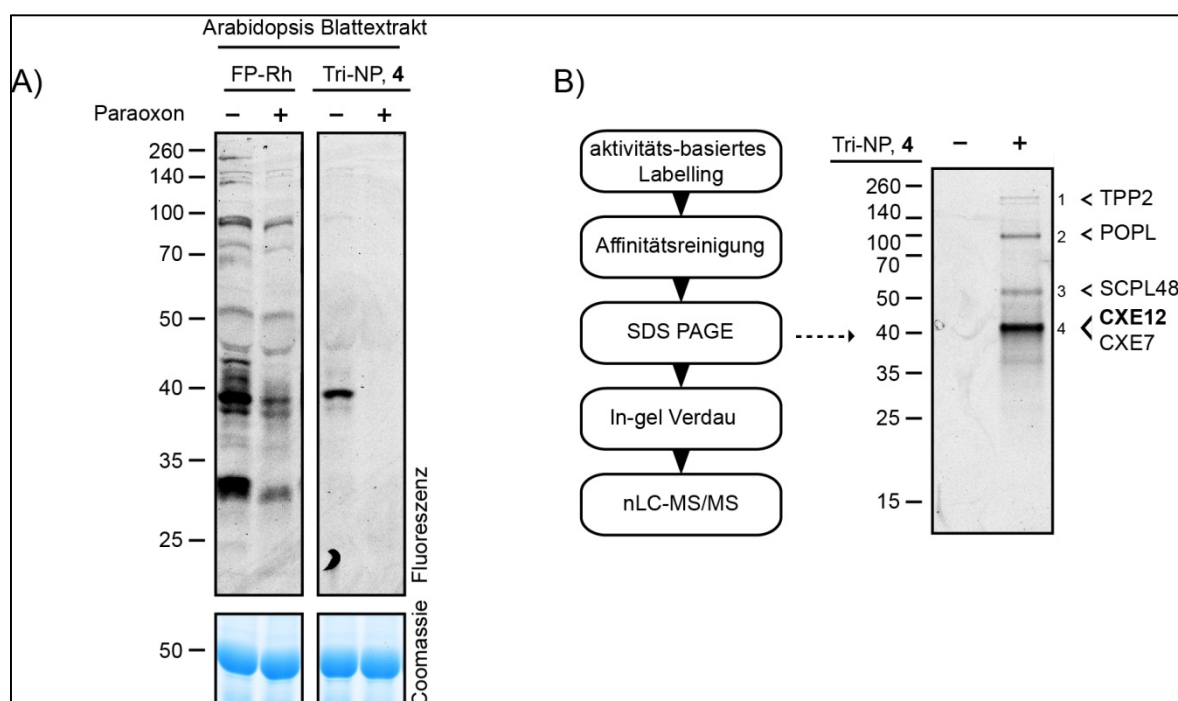 Arabidopsis Blattextrakt
A)
FP-Rh
Tri-NP, 4
Paraoxon
– + – +
260
140
100
70
50
40
35
25
Fluoreszenz
50
Coomassie
B)
aktivitäts-basiertes
Labelling
Affinitätsreinigung
SDS PAGE
In-gel Verdau
nLC-MS/MS
Tri-NP, 4 – +
260
140
100
70
50
40
35
25
15
1 < TPP2
2 < POPL
3 < SCPL48
4 < CXE12
CXE7